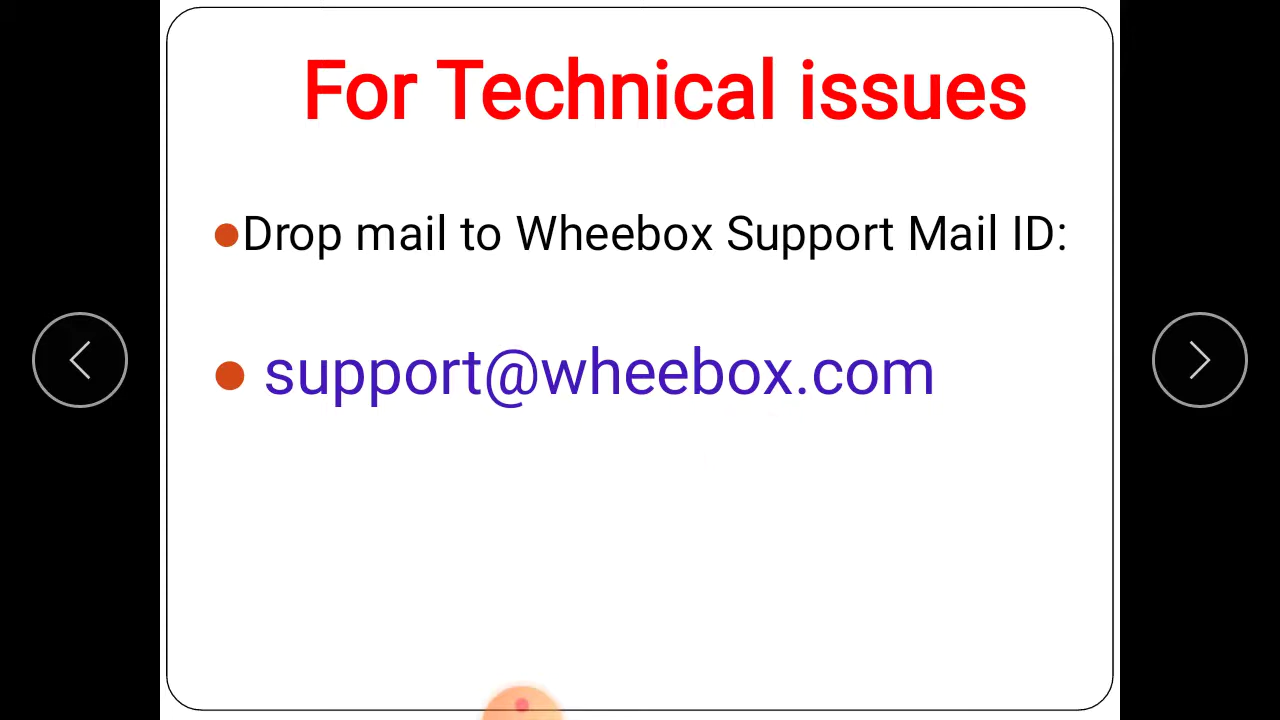 For Technical issues
Drop mail to Wheebox Support Mail ID:
support@wheebox.com